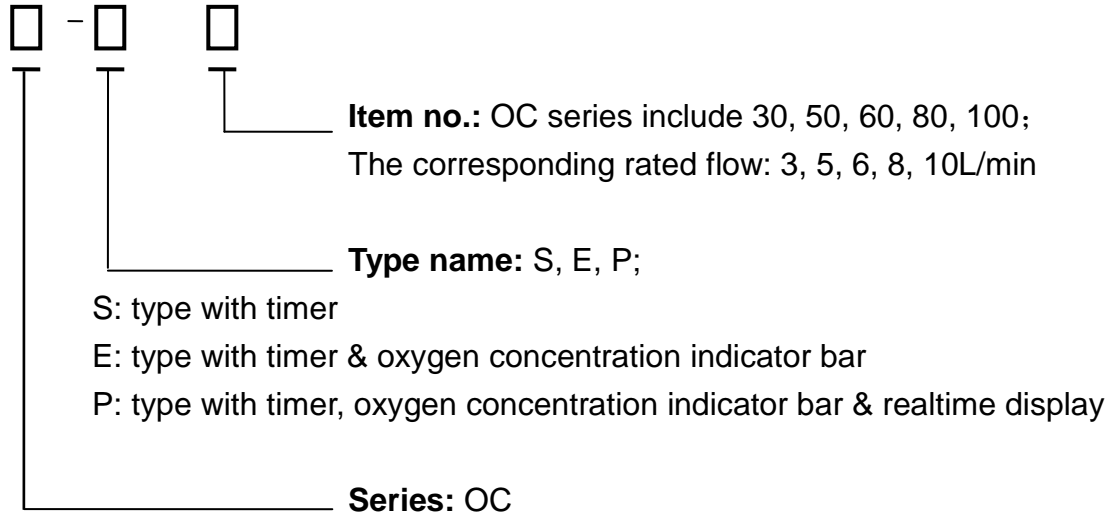 □ - □ □
Item no.: OC series include 30, 50, 60, 80, 100；
The corresponding rated flow: 3, 5, 6, 8, 10L/min
Type name: S, E, P;
S: type with timer
E: type with timer & oxygen concentration indicator bar
P: type with timer, oxygen concentration indicator bar & realtime display
Series: OC